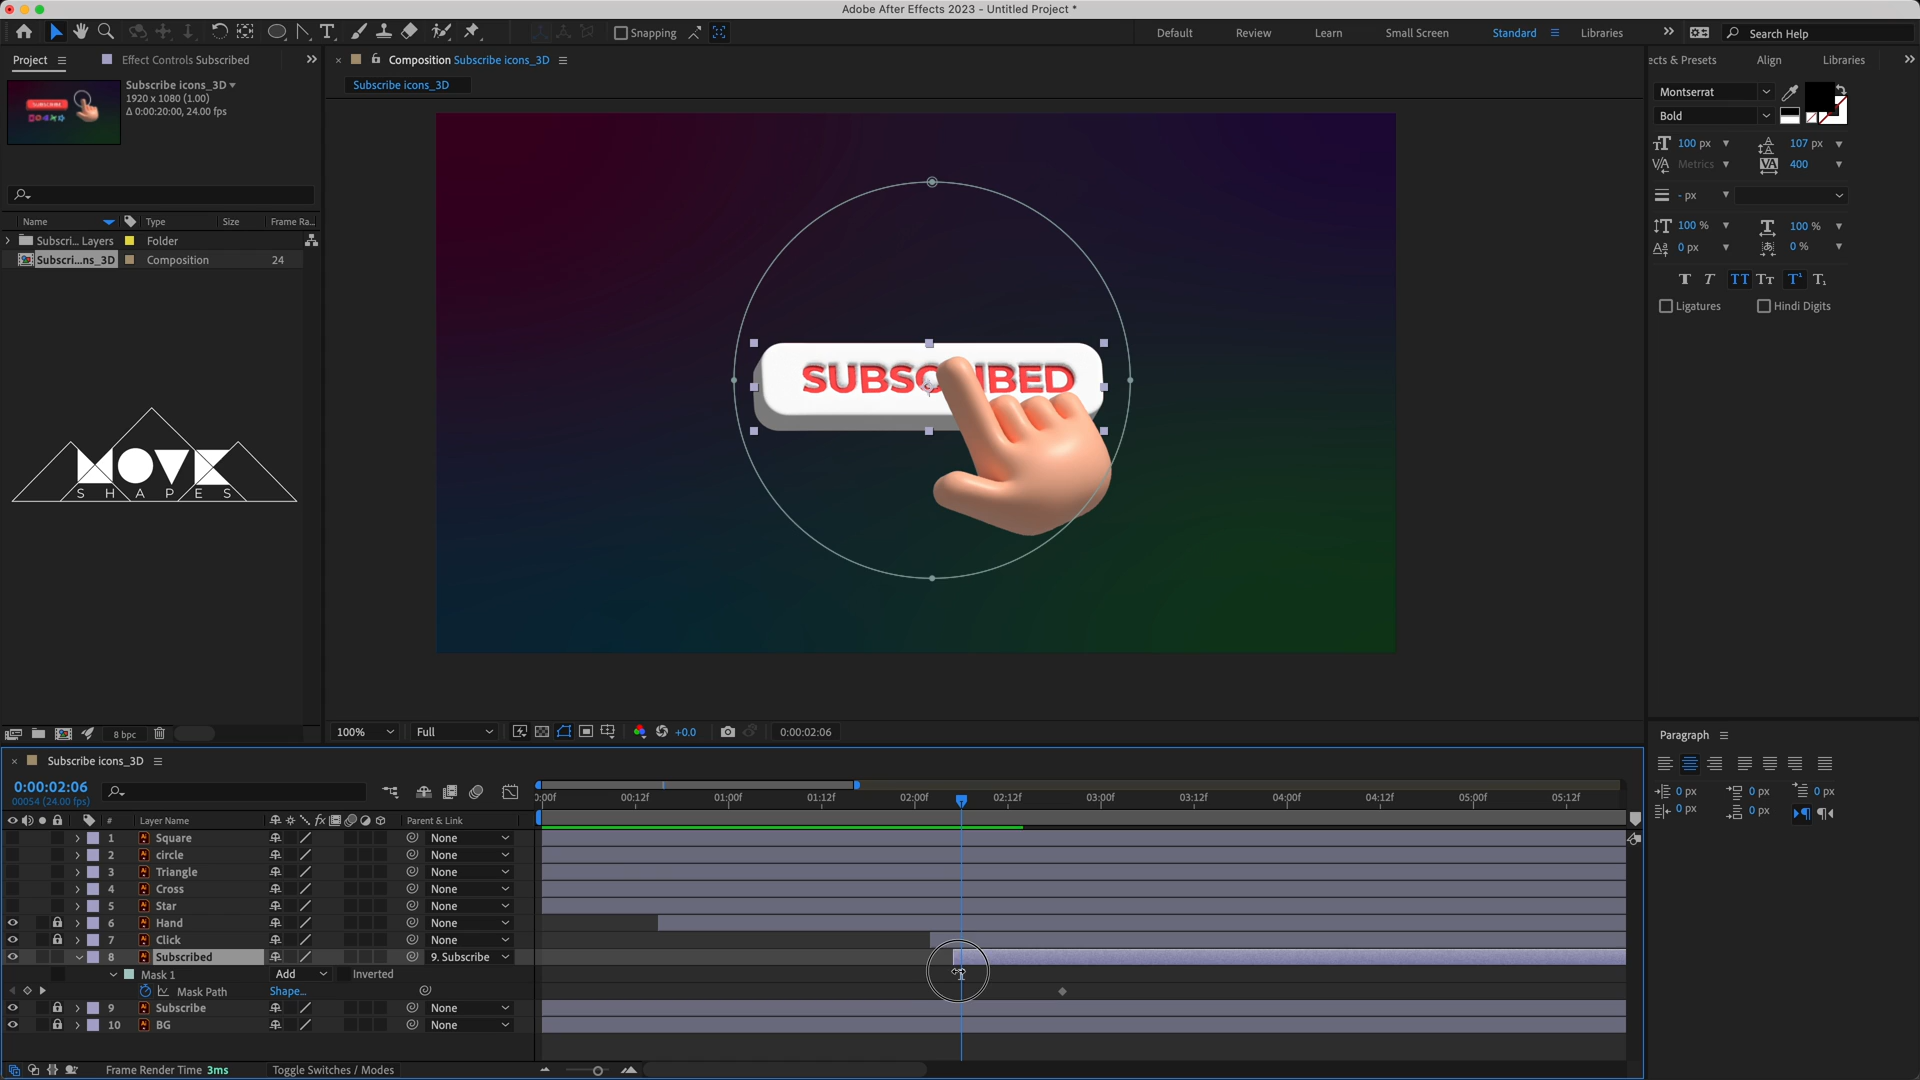 Adobe After Effects 2023 - Untitled Project *
Snapping
Default
Review
Learn
Small Screen
Standard
Libraries
Search Help
Project
Effect Controls Subscribed
Composition Subscribe icons_3D
Subscribe icons_3D
ects & Presets
Align
Libraries
Subscribe icons_3D
1920 x 1080 (1.00)
Δ 0:00:20:00, 24.00 fps
Montserrat
Bold
100 px
107 px
Metrics
400
- px
100 %
100 %
0 px
0 %
Ligatures
Hindi Digits
Name
Type
Size
Frame Ra...
Subscri... Layers
Folder
Subscri...ns_3D
Composition
24
SUBSC IBED
MOVE
SHAPES
8 bpc
100%
Full
+0.0
0:00:02:06
Paragraph
0 px
0 px
0 px
0 px
0 px
Subscribe icons_3D
0:00:02:06
00054 (24.00 fps)
0:00f
00:12f
01:00f
01:12f
02:00f
02:12f
03:00f
03:12f
04:00f
04:12f
05:00f
05:12f
#
Layer Name
Parent & Link
1 Square None
2 circle None
3 Triangle None
4 Cross None
5 Star None
6 Hand None
7 Click None
8 Subscribed 9. Subscribe
Mask 1 Add Inverted
Mask Path Shape...
9 Subscribe None
10 BG None
Frame Render Time 3ms
Toggle Switches / Modes